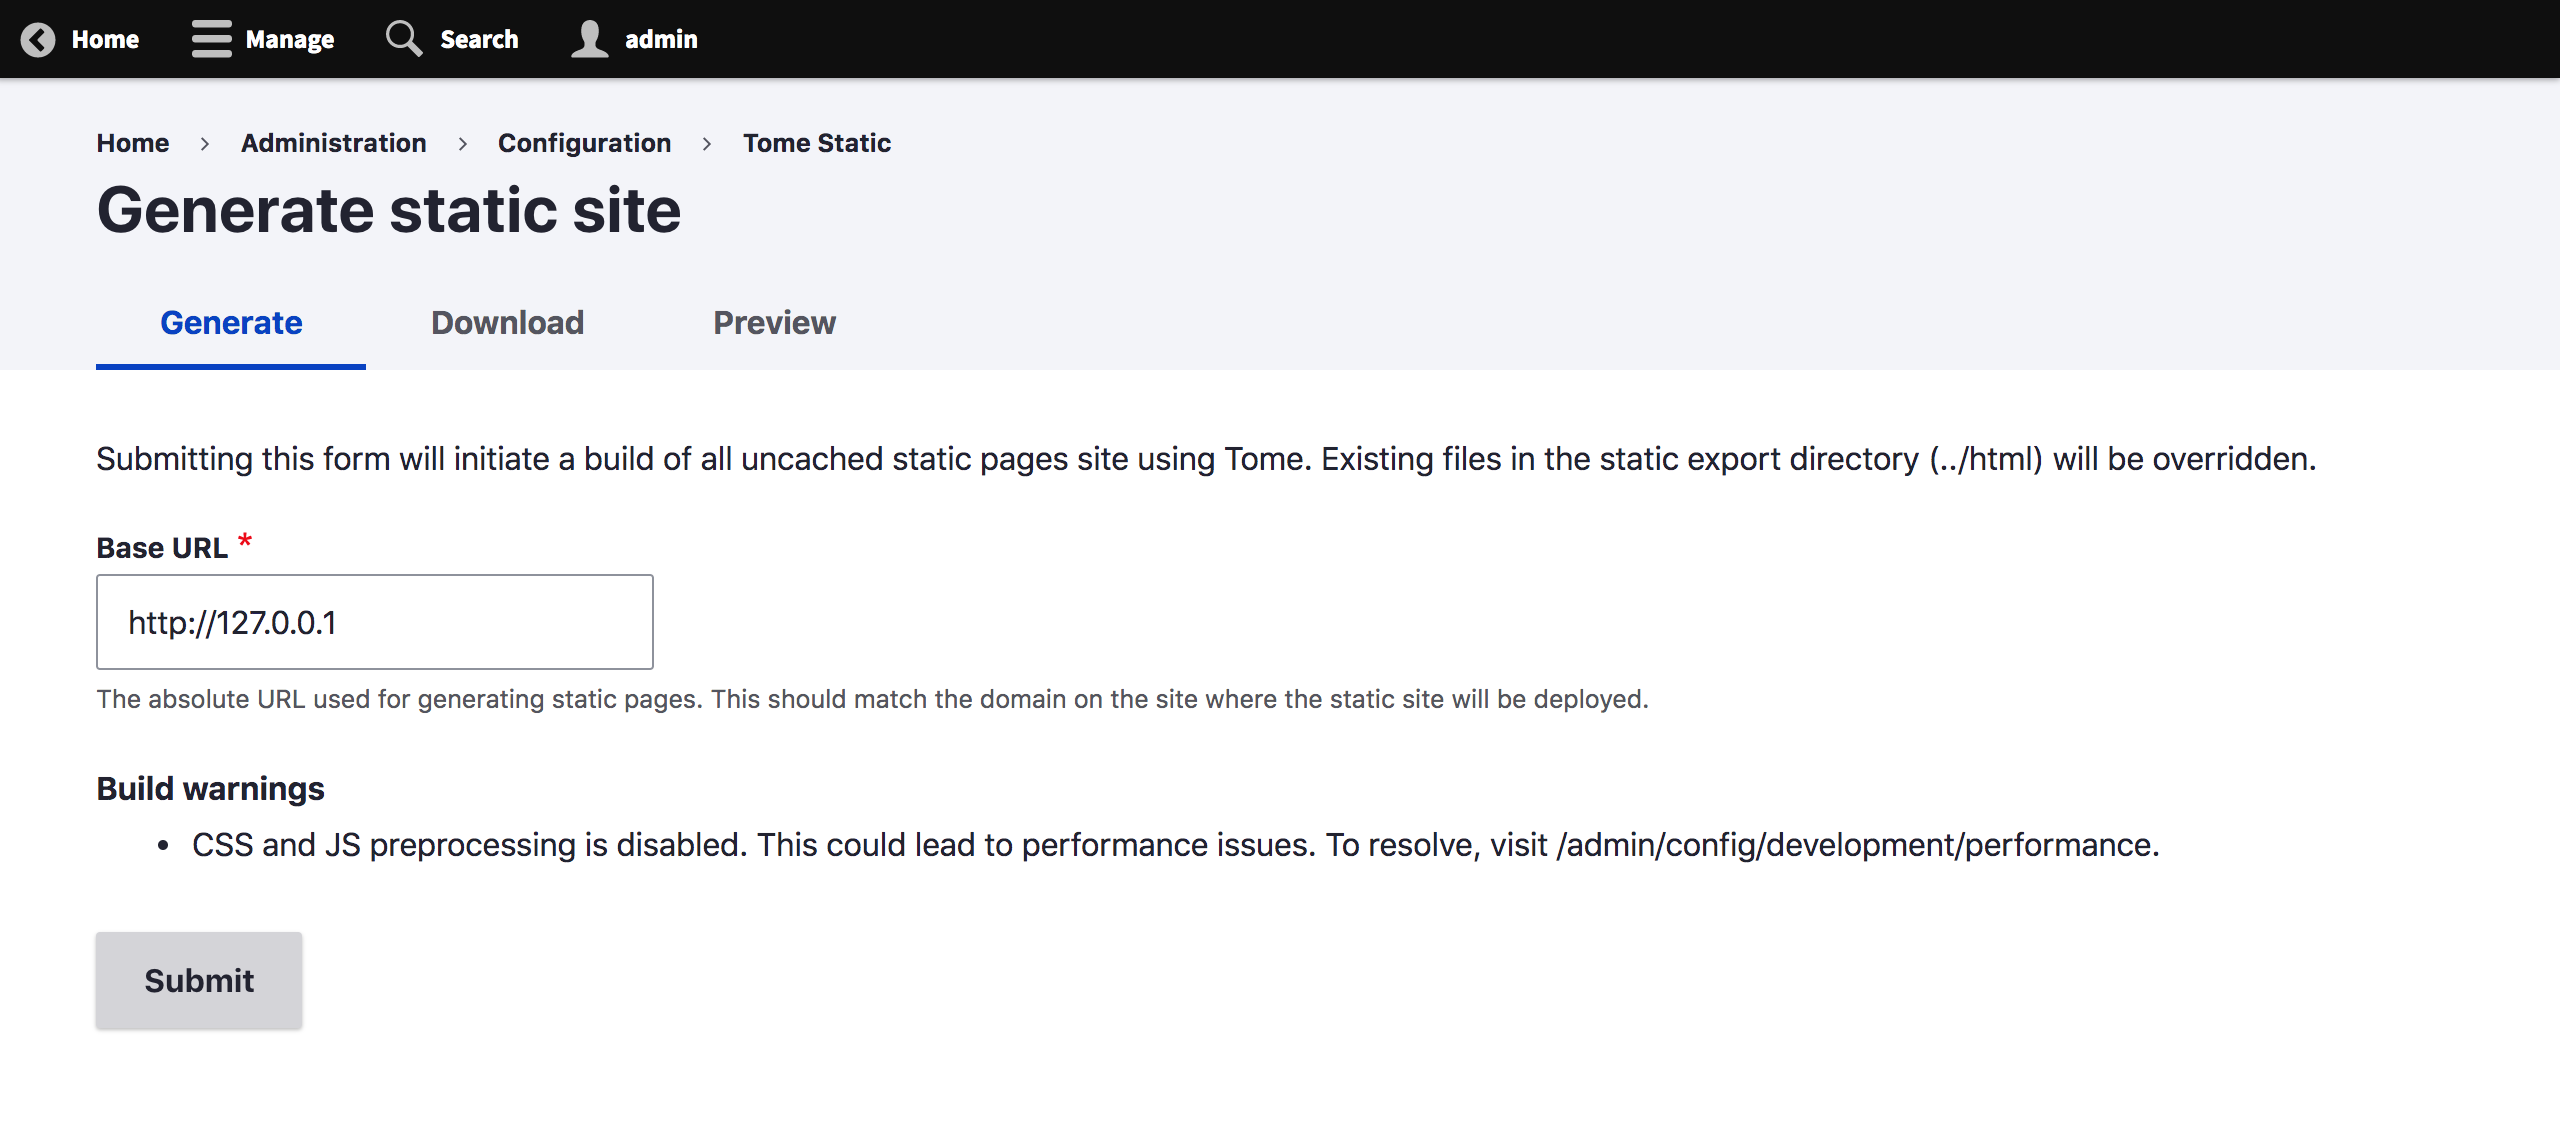 Home Manage Search admin
Home > Administration > Configuration > Tome Static
Generate static site
Generate Download Preview
Submitting this form will initiate a build of all uncached static pages site using Tome. Existing files in the static export directory (../html) will be overridden.
Base URL *
http://127.0.0.1
The absolute URL used for generating static pages. This should match the domain on the site where the static site will be deployed.
Build warnings
• CSS and JS preprocessing is disabled. This could lead to performance issues. To resolve, visit /admin/config/development/performance.
Submit